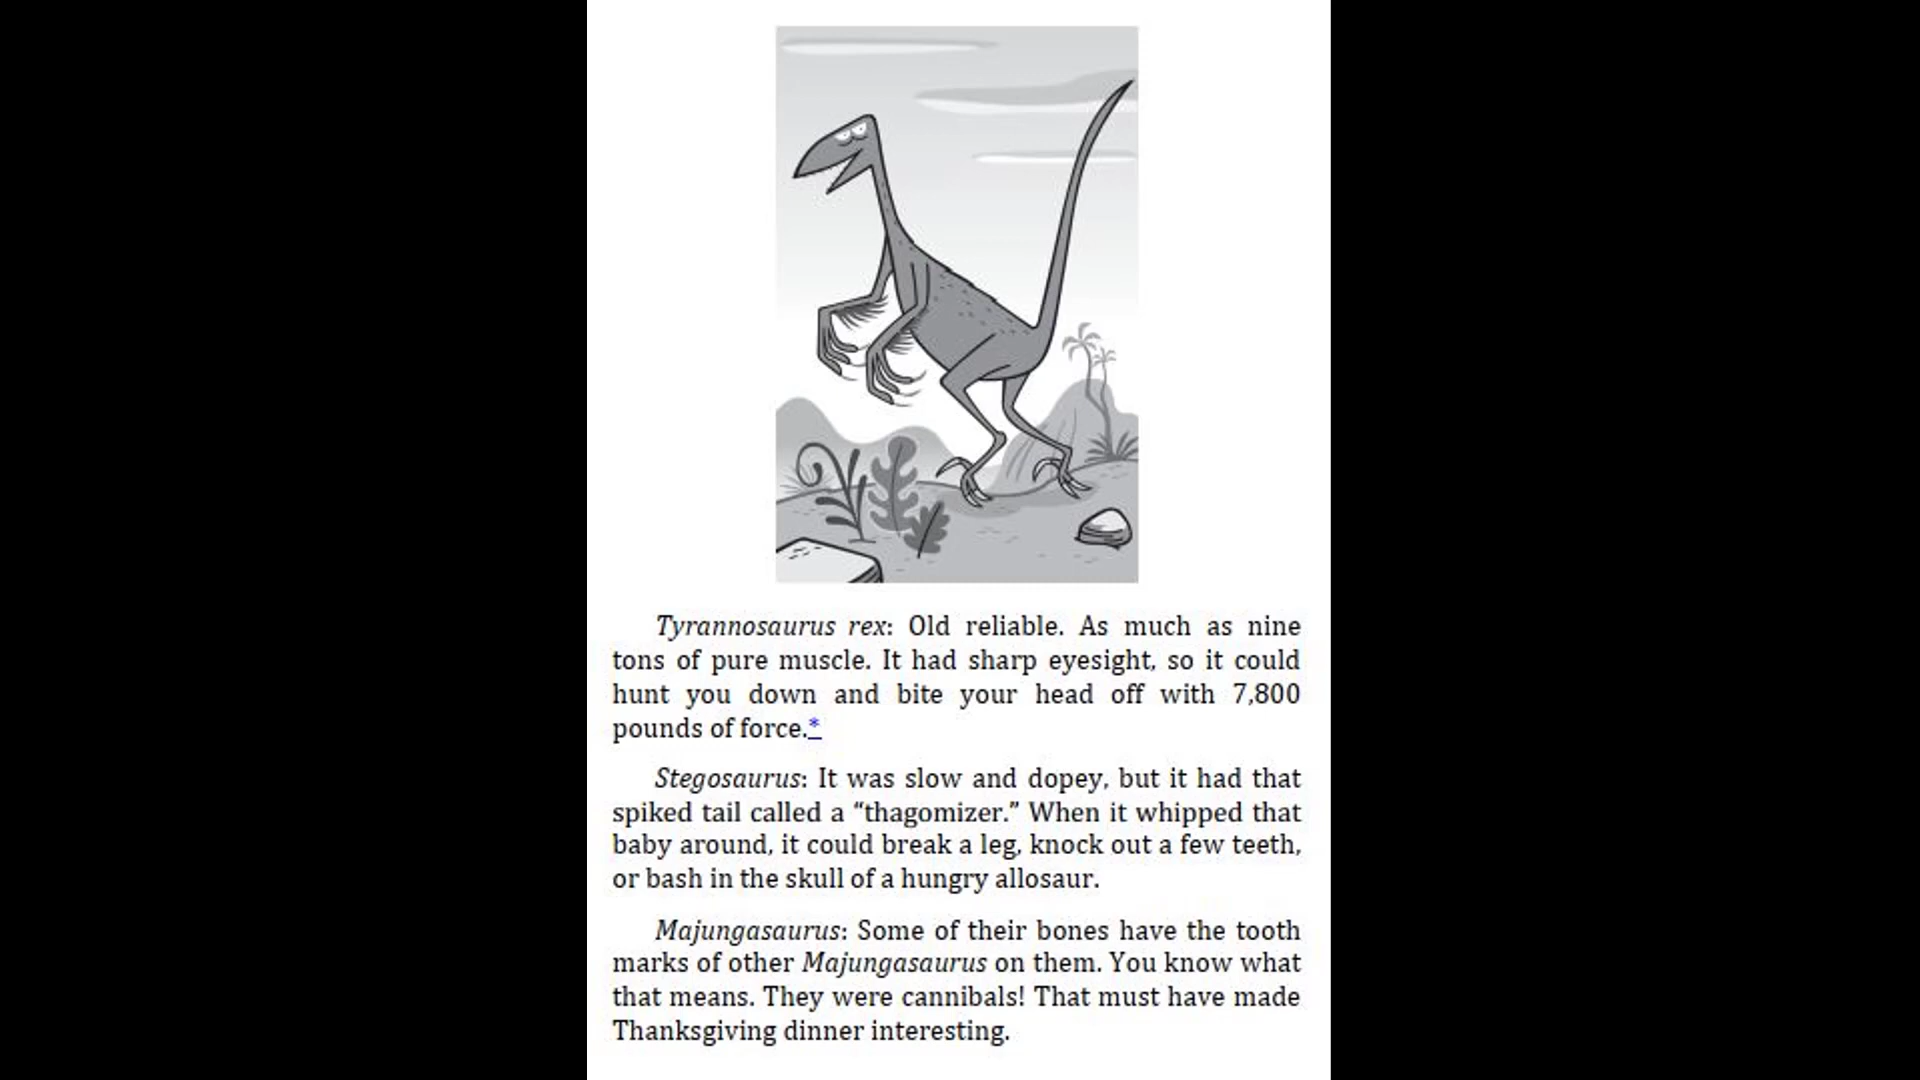 Tyrannosaurus rex: Old reliable. As much as nine
tons of pure muscle. It had sharp eyesight, so it could
hunt you down and bite your head off with 7,800
pounds of force.*
Stegosaurus: It was slow and dopey, but it had that
spiked tail called a “thagomizer.” When it whipped that
baby around, it could break a leg, knock out a few teeth,
or bash in the skull of a hungry allosaur.
Majungasaurus: Some of their bones have the tooth
marks of other Majungasaurus on them. You know what
that means. They were cannibals! That must have made
Thanksgiving dinner interesting.